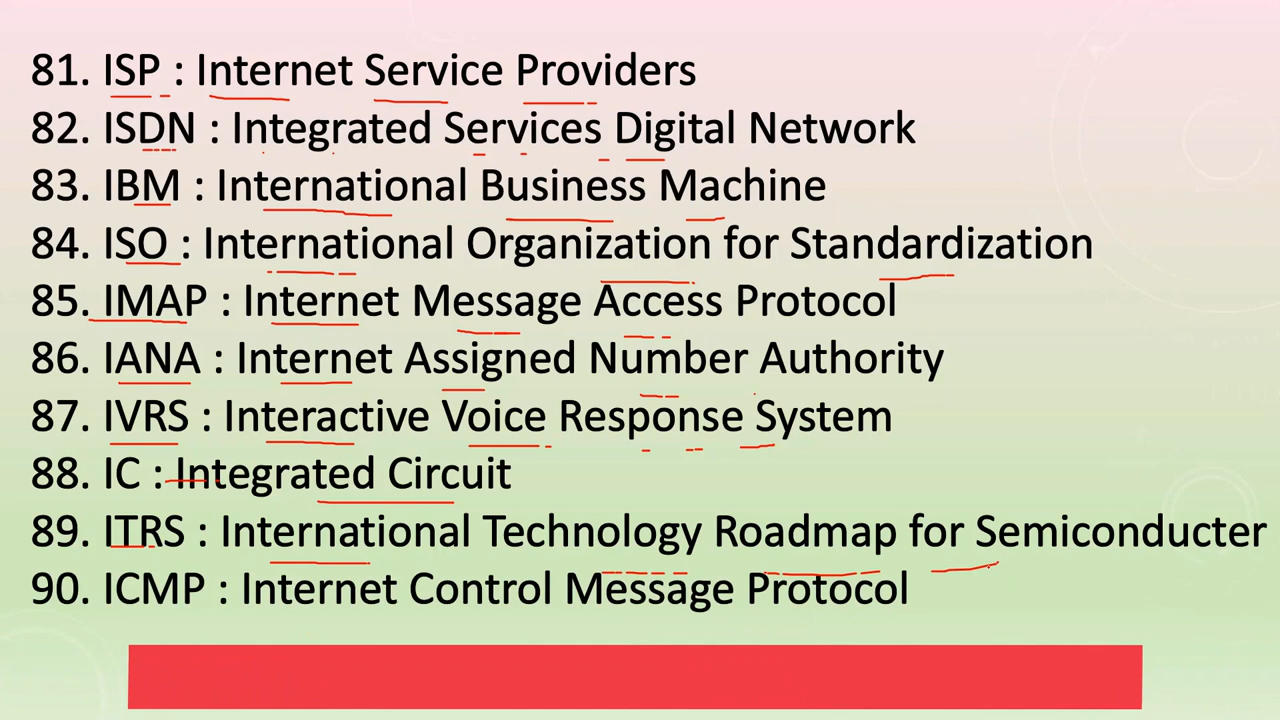 81. ISP : Internet Service Providers
82. ISDN : Integrated Services Digital Network
83. IBM : International Business Machine
84. ISO : International Organization for Standardization
85. IMAP : Internet Message Access Protocol
86. IANA : Internet Assigned Number Authority
87. IVRS : Interactive Voice Response System
88. IC : Integrated Circuit
89. ITRS : International Technology Roadmap for Semiconducter
90. ICMP : Internet Control Message Protocol